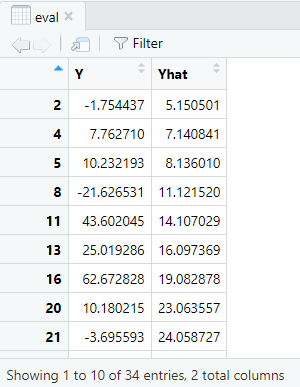 eval
Filter
Y Yhat
2 -1.754437 5.150501
4 7.762710 7.140841
5 10.232193 8.136010
8 -21.626531 11.121520
11 43.602045 14.107029
13 25.019286 16.097369
16 62.672828 19.082878
20 10.180215 23.063557
21 -3.695593 24.058727
Showing 1 to 10 of 34 entries, 2 total columns